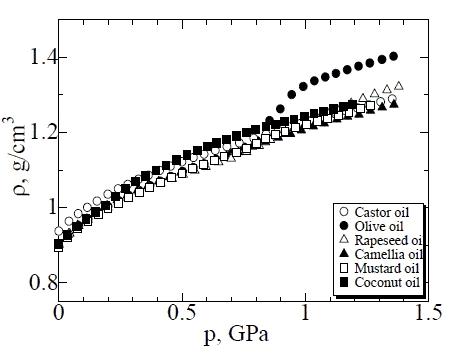 ρ, g/cm³
1.4
1.2
1
0.8
0
0.5
1
1.5
p, GPa
Castor oil
Olive oil
Rapeseed oil
Camellia oil
Mustard oil
Coconut oil